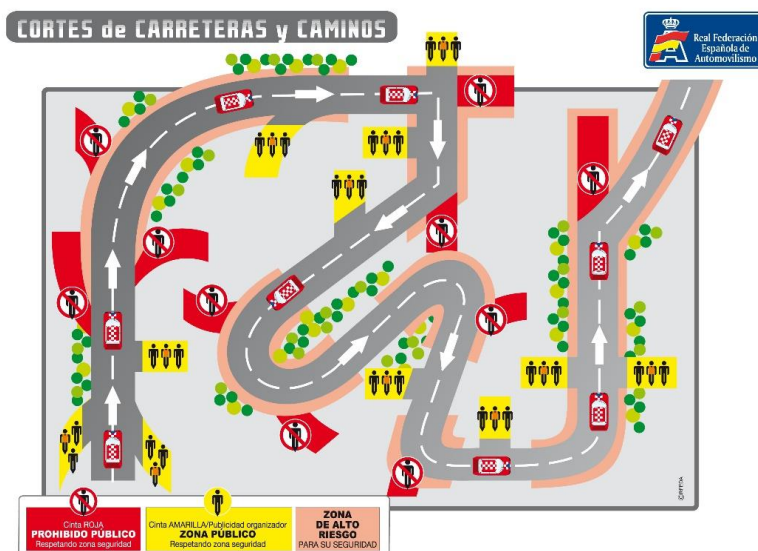 CORTES de CARRETERAS y CAMINOS
Real Federación
Española de
Automovilismo
Cinta ROJA
PROHIBIDO PÚBLICO
Respetando zona seguridad
Cinta AMARILLA/Publicidad organizador
ZONA PÚBLICO
Respetando zona seguridad
ZONA
DE ALTO
RIESGO
PARA SU SEGURIDAD